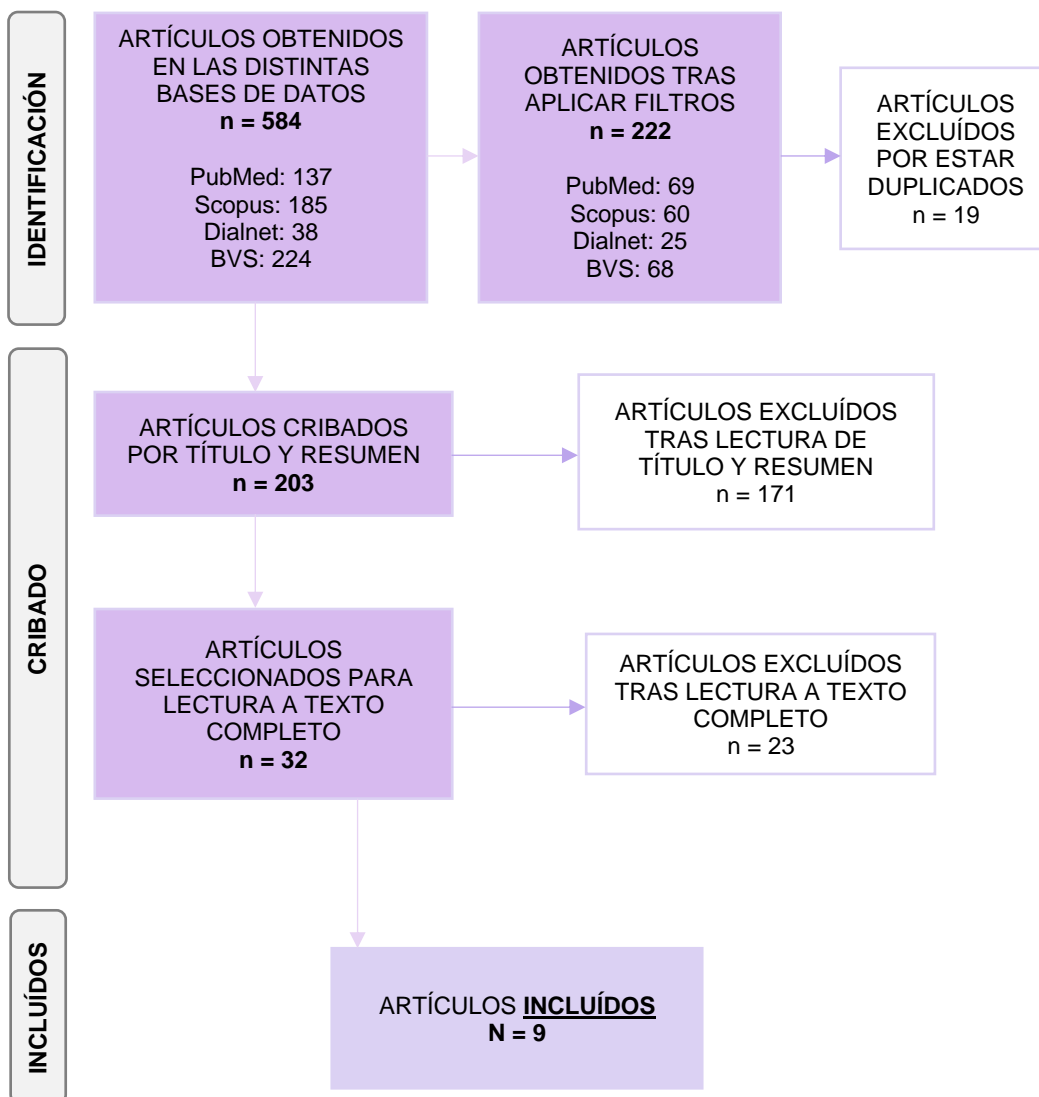 IDENTIFICACIÓN
ARTÍCULOS OBTENIDOS
EN LAS DISTINTAS
BASES DE DATOS
n = 584
PubMed: 137
Scopus: 185
Dialnet: 38
BVS: 224
ARTÍCULOS
OBTENIDOS TRAS
APLICAR FILTROS
n = 222
PubMed: 69
Scopus: 60
Dialnet: 25
BVS: 68
ARTÍCULOS
EXCLUÍDOS
POR ESTAR
DUPLICADOS
n = 19
CRIBADO
ARTÍCULOS CRIBADOS
POR TÍTULO Y RESUMEN
n = 203
ARTÍCULOS EXCLUÍDOS
TRAS LECTURA DE
TÍTULO Y RESUMEN
n = 171
ARTÍCULOS
SELECCIONADOS PARA
LECTURA A TEXTO
COMPLETO
n = 32
ARTÍCULOS EXCLUÍDOS
TRAS LECTURA A TEXTO
COMPLETO
n = 23
INCLUÍDOS
ARTÍCULOS INCLUÍDOS
N = 9